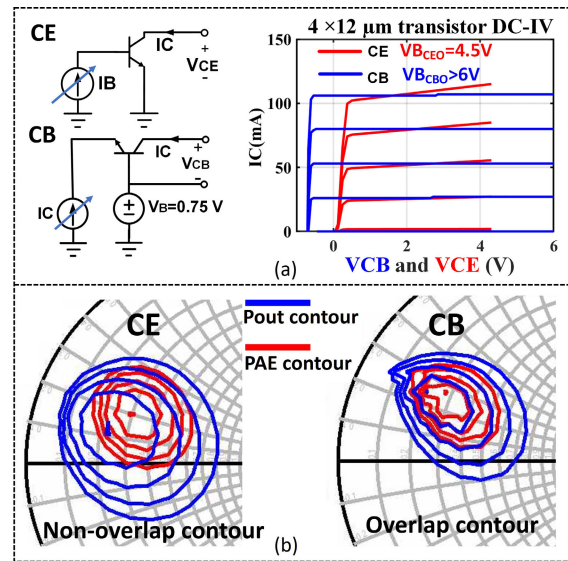 CE
IB
IC
+
VCE
-
CB
IC
IC
+
VCB
-
VB=0.75 V
4 ×12 μm transistor DC-IV
CE VBCEO=4.5V
CB VBCBO>6V
IC(mA)
150
100
50
0
0 2 4 6
VCB and VCE (V)
(a)
CE
Pout contour
PAE contour
CB
Non-overlap contour
Overlap contour
(b)